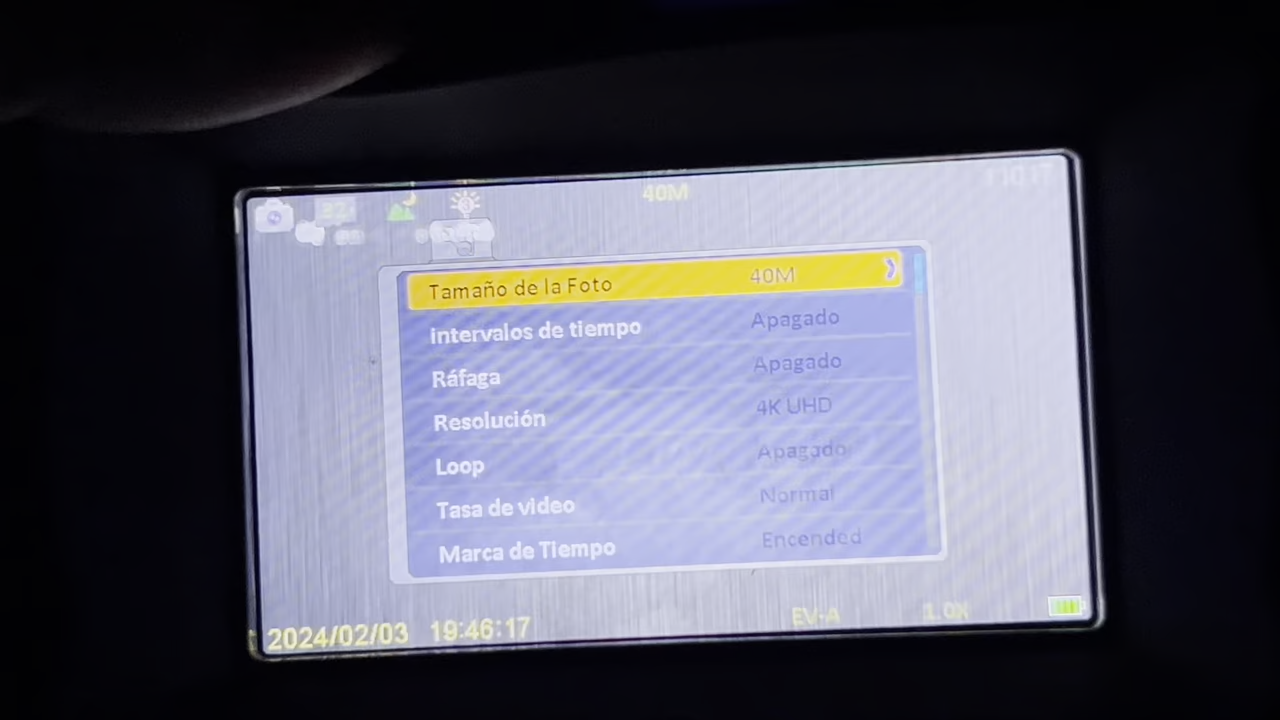 40M
Tamaño de la Foto 40M
Intervalos de tiempo Apagado
Ráfaga Apagado
Resolución 4K UHD
Loop Apagado
Tasa de video Normal
Marca de Tiempo Encended
2024/02/03 19:46:17 EV-A 1.0X